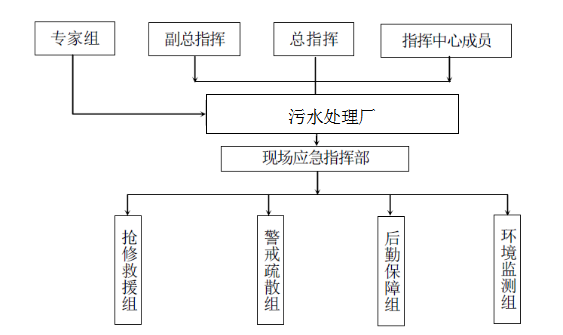 专家组
副总指挥
总指挥
指挥中心成员
污水处理厂
现场应急指挥部
抢修救援组
警戒疏散组
后勤保障组
环境监测组